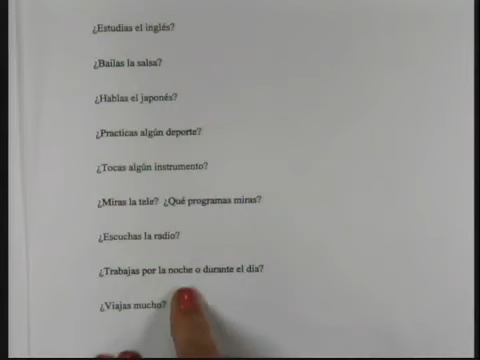 ¿Estudias el inglés?
¿Bailas la salsa?
¿Hablas el japonés?
¿Practicas algún deporte?
¿Tocas algún instrumento?
¿Miras la tele? ¿Qué programas miras?
¿Escuchas la radio?
¿Trabajas por la noche o durante el día?
¿Viajas mucho?